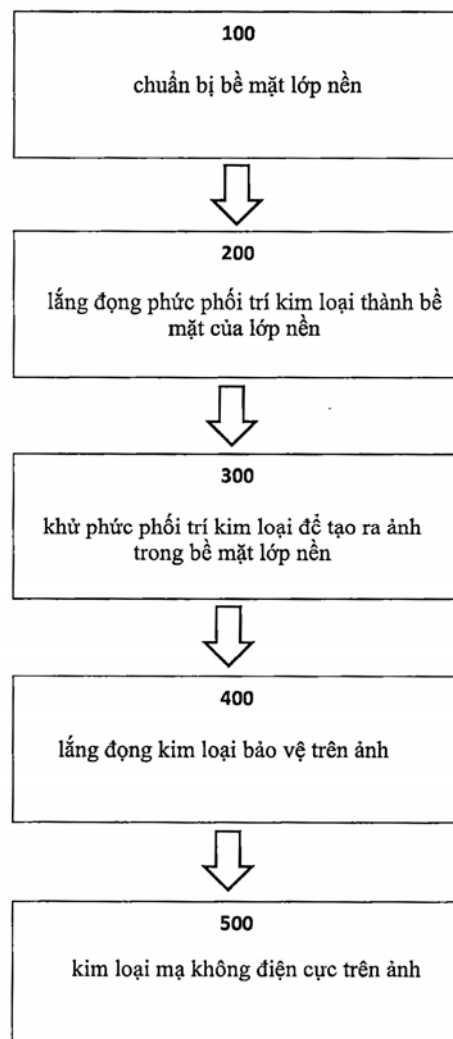 100
chuẩn bị bề mặt lớp nền
200
lắng đọng phức phối trí kim loại thành bề
mặt của lớp nền
300
khử phức phối trí kim loại để tạo ra ảnh
trong bề mặt lớp nền
400
lắng đọng kim loại bảo vệ trên ảnh
500
kim loại mạ không điện cực trên ảnh